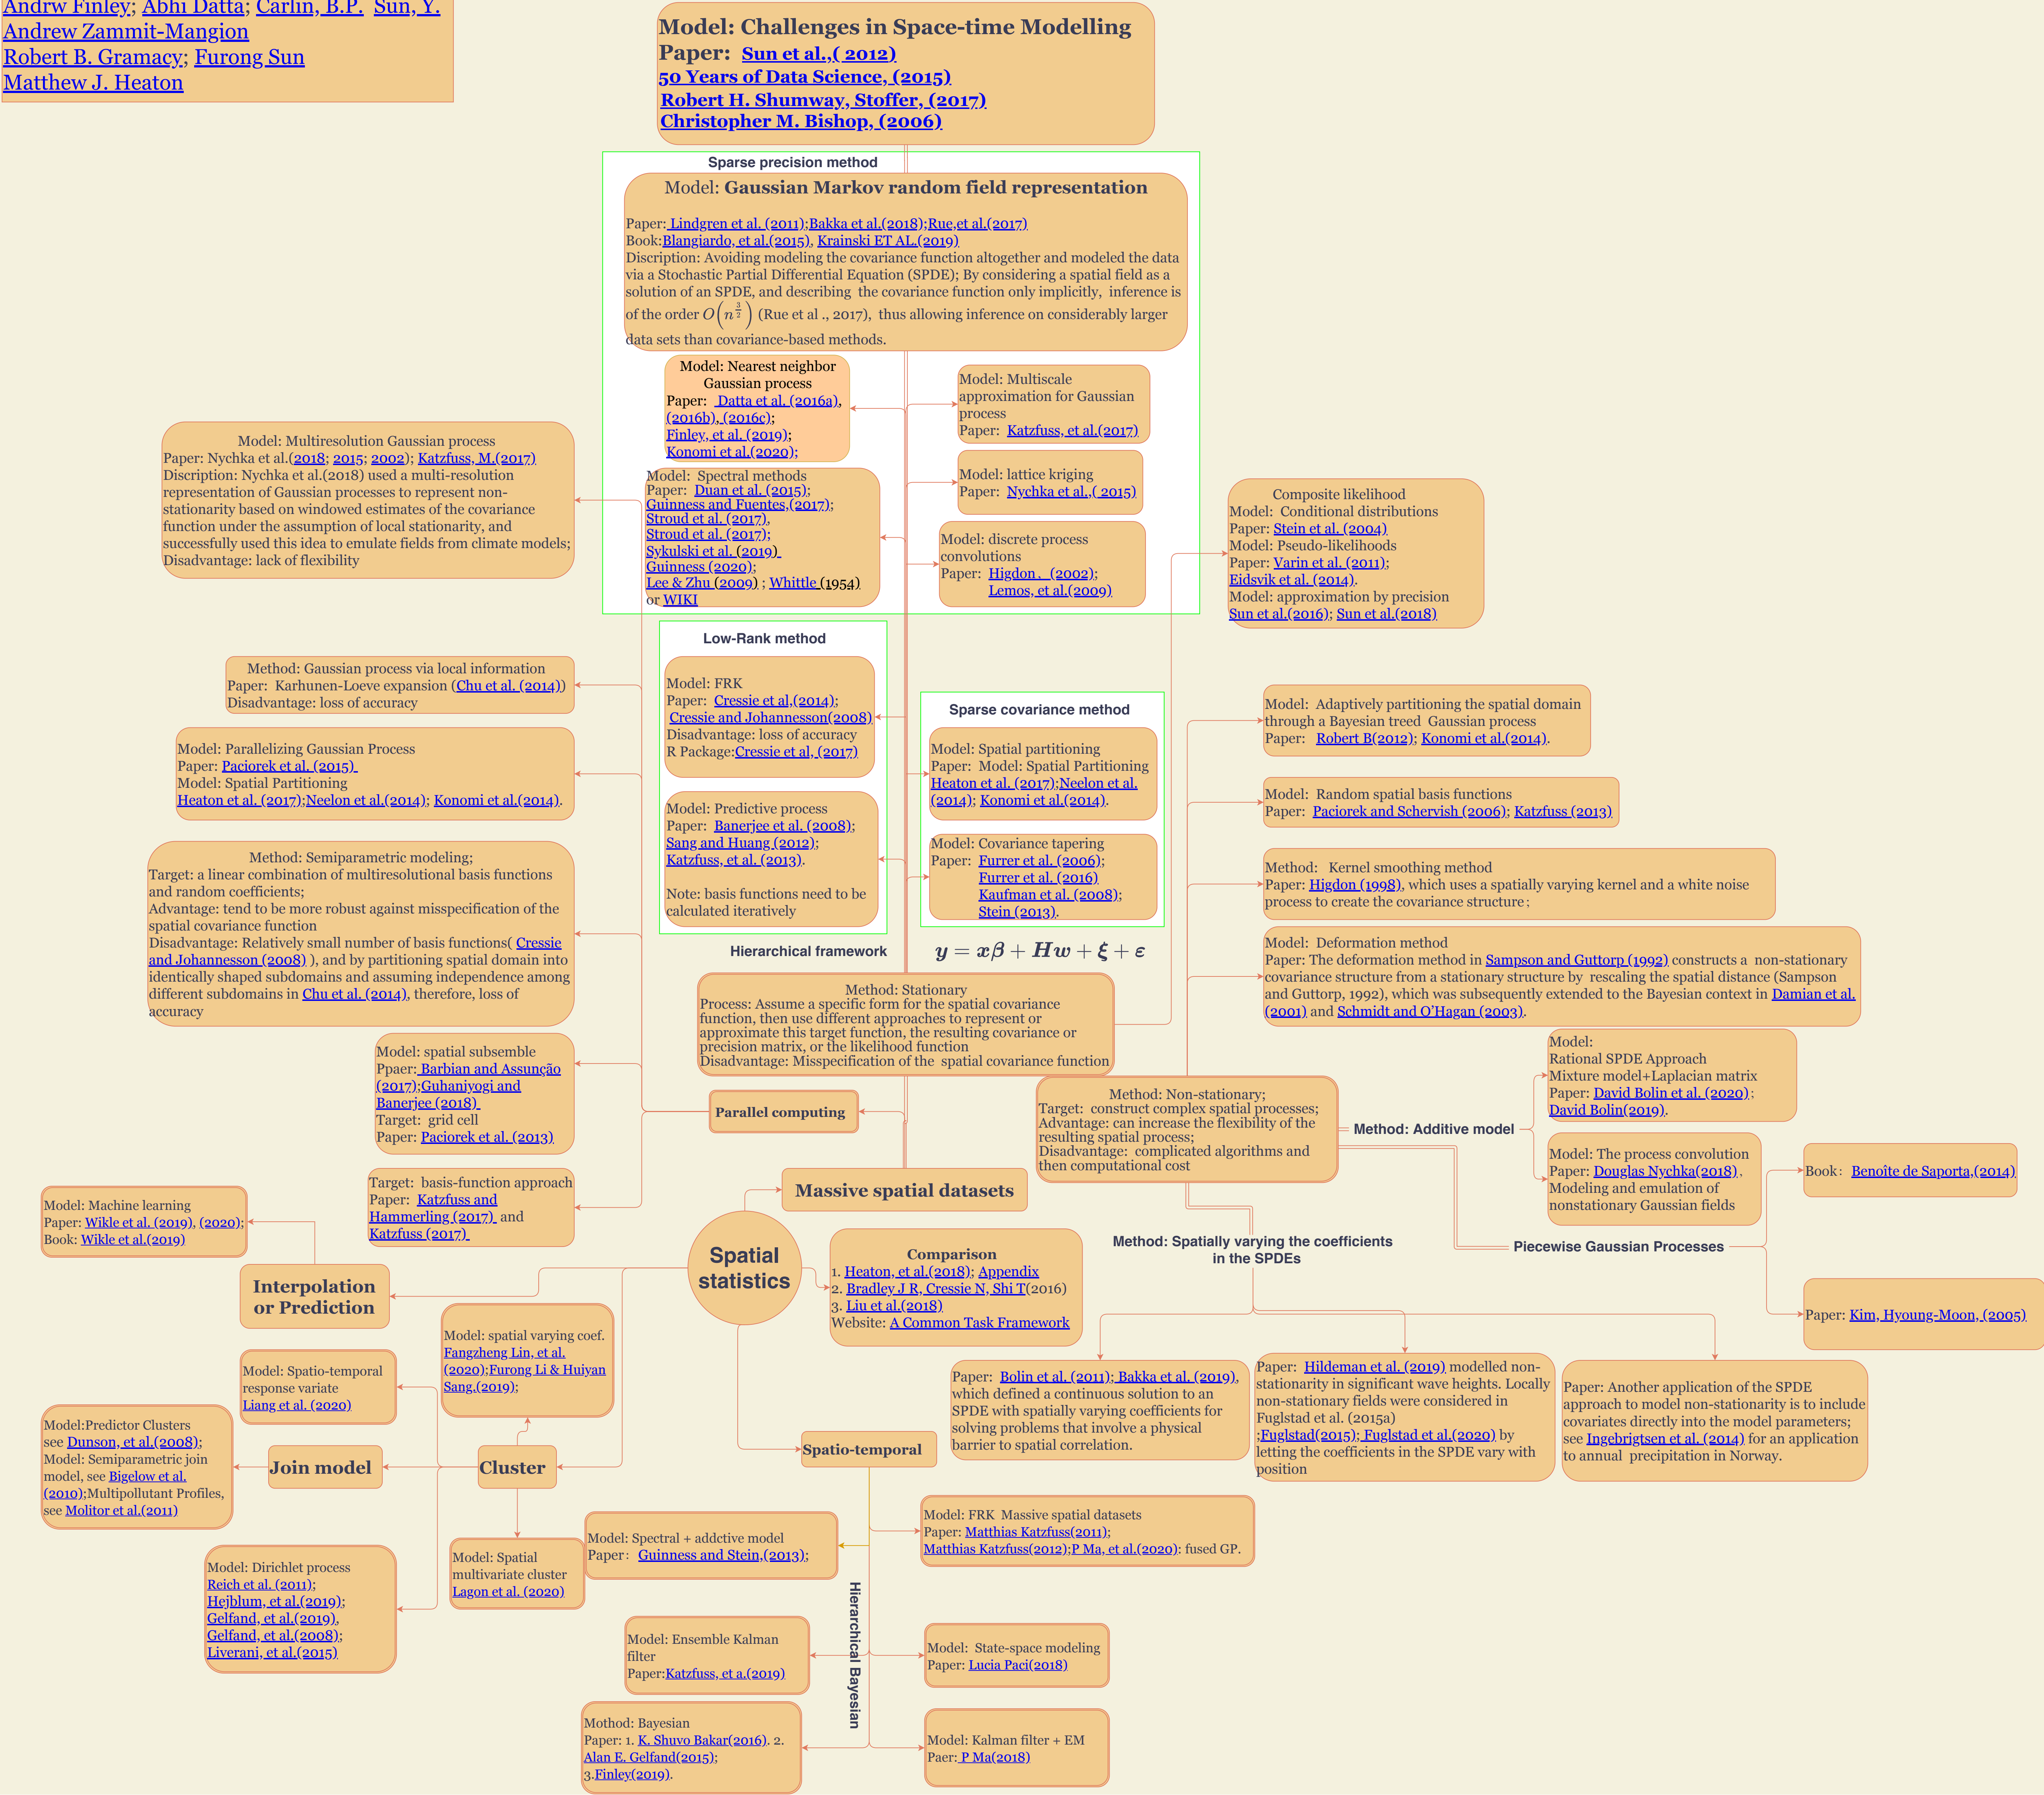 Andrw Finley; Abhi Datta; Carlin, B.P.  Sun, Y.
Andrew Zammit-Mangion
Robert B. Gramacy; Furong Sun
Matthew J. Heaton
Model: Challenges in Space-time Modelling
Paper:  Sun et al.,( 2012)
50 Years of Data Science, (2015)
Robert H. Shumway, Stoffer, (2017)
Christopher M. Bishop, (2006)
Sparse precision method
Model: Gaussian Markov random field representation
Paper: Lindgren et al. (2011);Bakka et al.(2018);Rue,et al.(2017)
Book:Blangiardo, et al.(2015), Krainski ET AL.(2019)
Discription: Avoiding modeling the covariance function altogether and modeled the data
via a Stochastic Partial Differential Equation (SPDE); By considering a spatial field as a
solution of an SPDE, and describing  the covariance function only implicitly,  inference is
of the order O(n^{3/2}) (Rue et al ., 2017),  thus allowing inference on considerably larger
data sets than covariance-based methods.
Model: Nearest neighbor
Gaussian process
Paper:  Datta et al. (2016a),
(2016b), (2016c);
Finley, et al. (2019);
Konomi et al.(2020);
Model: Multiscale
approximation for Gaussian
process
Paper:  Katzfuss, et al.(2017)
Model:  Spectral methods
Paper:  Duan et al. (2015);
Guinness and Fuentes,(2017);
Stroud et al. (2017),
Stroud et al. (2017);
Sykulski et al. (2019)
Guinness (2020);
Lee & Zhu (2009) ; Whittle (1954)
or WIKI
Model: lattice kriging
Paper:  Nychka et al.,( 2015)
Model: discrete process
convolutions
Paper:  Higdon、 (2002);
Lemos, et al.(2009)
Model: Multiresolution Gaussian process
Paper: Nychka et al.(2018; 2015; 2002); Katzfuss, M.(2017)
Discription: Nychka et al.(2018) used a multi-resolution
representation of Gaussian processes to represent non-
stationarity based on windowed estimates of the covariance
function under the assumption of local stationarity, and
successfully used this idea to emulate fields from climate models;
Disadvantage: lack of flexibility
Composite likelihood
Model:  Conditional distributions
Paper: Stein et al. (2004)
Model: Pseudo-likelihoods
Paper: Varin et al. (2011);
Eidsvik et al. (2014).
Model: approximation by precision
Sun et al.(2016); Sun et al.(2018)
Method: Gaussian process via local information
Paper:  Karhunen-Loeve expansion (Chu et al. (2014))
Disadvantage: loss of accuracy
Model: Parallelizing Gaussian Process
Paper: Paciorek et al. (2015)
Model: Spatial Partitioning
Heaton et al. (2017);Neelon et al.(2014); Konomi et al.(2014).
Low-Rank method
Model: FRK
Paper:  Cressie et al,(2014);
Cressie and Johannesson(2008)
Disadvantage: loss of accuracy
R Package:Cressie et al, (2017)
Model: Predictive process
Paper:  Banerjee et al. (2008);
Sang and Huang (2012);
Katzfuss, et al. (2013).
Note: basis functions need to be
calculated iteratively
Sparse covariance method
Model: Spatial partitioning
Paper:  Model: Spatial Partitioning
Heaton et al. (2017);Neelon et al.
(2014); Konomi et al.(2014).
Model: Covariance tapering
Paper:  Furrer et al. (2006);
Furrer et al. (2016)
Kaufman et al. (2008);
Stein (2013).
Model:  Adaptively partitioning the spatial domain
through a Bayesian treed  Gaussian process
Paper:   Robert B(2012); Konomi et al.(2014).
Model:  Random spatial basis functions
Paper:  Paciorek and Schervish (2006); Katzfuss (2013)
Method:   Kernel smoothing method
Paper: Higdon (1998), which uses a spatially varying kernel and a white noise
process to create the covariance structure；
Model:  Deformation method
Paper: The deformation method in Sampson and Guttorp (1992) constructs a  non-stationary
covariance structure from a stationary structure by  rescaling the spatial distance (Sampson
and Guttorp, 1992), which was subsequently extended to the Bayesian context in Damian et al.
(2001) and Schmidt and O’Hagan (2003).
Method: Semiparametric modeling;
Target: a linear combination of multiresolutional basis functions
and random coefficients;
Advantage: tend to be more robust against misspecification of the
spatial covariance function
Disadvantage: Relatively small number of basis functions( Cressie
and Johannesson (2008) ), and by partitioning spatial domain into
identically shaped subdomains and assuming independence among
different subdomains in Chu et al. (2014), therefore, loss of
accuracy
Hierarchical framework
y = xβ + Hw + ξ + ε
Method: Stationary
Process: Assume a specific form for the spatial covariance
function, then use different approaches to represent or
approximate this target function, the resulting covariance or
precision matrix, or the likelihood function
Disadvantage: Misspecification of the  spatial covariance function
Model: spatial subsemble
Ppaer: Barbian and Assunção
(2017);Guhaniyogi and
Banerjee (2018)
Target:  grid cell
Paper: Paciorek et al. (2013)
Parallel computing
Method: Non-stationary;
Target:  construct complex spatial processes;
Advantage: can increase the flexibility of the
resulting spatial process;
Disadvantage:  complicated algorithms and
then computational cost
Method: Additive model
Model:
Rational SPDE Approach
Mixture model+Laplacian matrix
Paper: David Bolin et al. (2020)；
David Bolin(2019).
Model: The process convolution
Paper: Douglas Nychka(2018)，
Modeling and emulation of
nonstationary Gaussian fields
Book：  Benoîte de Saporta,(2014)
Piecewise Gaussian Processes
Paper: Kim, Hyoung-Moon, (2005)
Target:  basis-function approach
Paper:  Katzfuss and
Hammerling (2017)  and
Katzfuss (2017)
Massive spatial datasets
Model: Machine learning
Paper: Wikle et al. (2019), (2020);
Book: Wikle et al.(2019)
Interpolation
or Prediction
Spatial
statistics
Comparison
1. Heaton, et al.(2018); Appendix
2. Bradley J R, Cressie N, Shi T(2016)
3. Liu et al.(2018)
Website: A Common Task Framework
Method: Spatially varying the coefficients
in the SPDEs
Paper:  Bolin et al. (2011); Bakka et al. (2019),
which defined a continuous solution to an
SPDE with spatially varying coefficients for
solving problems that involve a physical
barrier to spatial correlation.
Paper:  Hildeman et al. (2019) modelled non-
stationarity in significant wave heights. Locally
non-stationary fields were considered in
Fuglstad et al. (2015a)
;Fuglstad(2015); Fuglstad et al.(2020) by
letting the coefficients in the SPDE vary with
position
Paper: Another application of the SPDE
approach to model non-stationarity is to include
covariates directly into the model parameters;
see Ingebrigtsen et al. (2014) for an application
to annual  precipitation in Norway.
Model: spatial varying coef.
Fangzheng Lin, et al.
(2020);Furong Li & Huiyan
Sang.(2019);
Model: Spatio-temporal
response variate
Liang et al. (2020)
Model:Predictor Clusters
see Dunson, et al.(2008);
Model: Semiparametric join
model, see Bigelow et al.
(2010);Multipollutant Profiles,
see Molitor et al.(2011)
Join model
Cluster
Spatio-temporal
Model: Dirichlet process
Reich et al. (2011);
Hejblum, et al.(2019);
Gelfand, et al.(2019),
Gelfand, et al.(2008);
Liverani, et al.(2015)
Model: Spatial
multivariate cluster
Lagon et al. (2020)
Model: Spectral + addctive model
Paper：  Guinness and Stein,(2013);
Model: FRK  Massive spatial datasets
Paper: Matthias Katzfuss(2011);
Matthias Katzfuss(2012);P Ma, et al.(2020): fused GP.
Hierarchical Bayesian
Model: Ensemble Kalman
filter
Paper:Katzfuss, et a.(2019)
Model:  State-space modeling
Paper: Lucia Paci(2018)
Mothod: Bayesian
Paper: 1. K. Shuvo Bakar(2016). 2.
Alan E. Gelfand(2015);
3.Finley(2019).
Model: Kalman filter + EM
Paer: P Ma(2018)